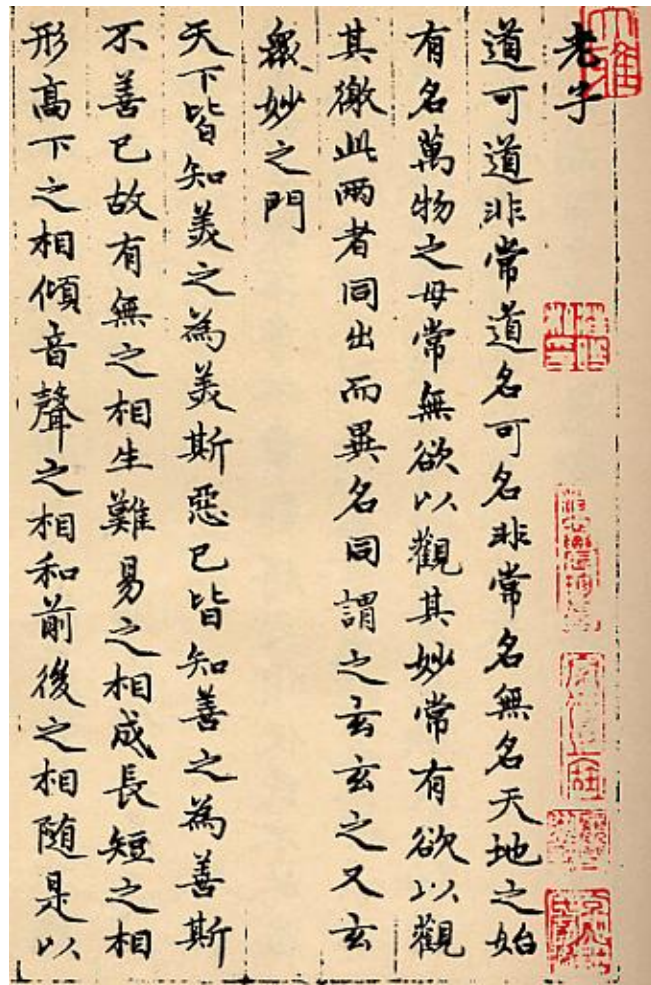 老子
道可道非常道名可名非常名無名天地之始
有名萬物之母常無欲以觀其妙常有欲以觀
其徼此兩者同出而異名同謂之玄玄之又玄
衆妙之門
天下皆知美之為美斯惡已皆知善之為善斯
不善已故有無之相生難易之相成長短之相
形高下之相傾音聲之相和前後之相随是以